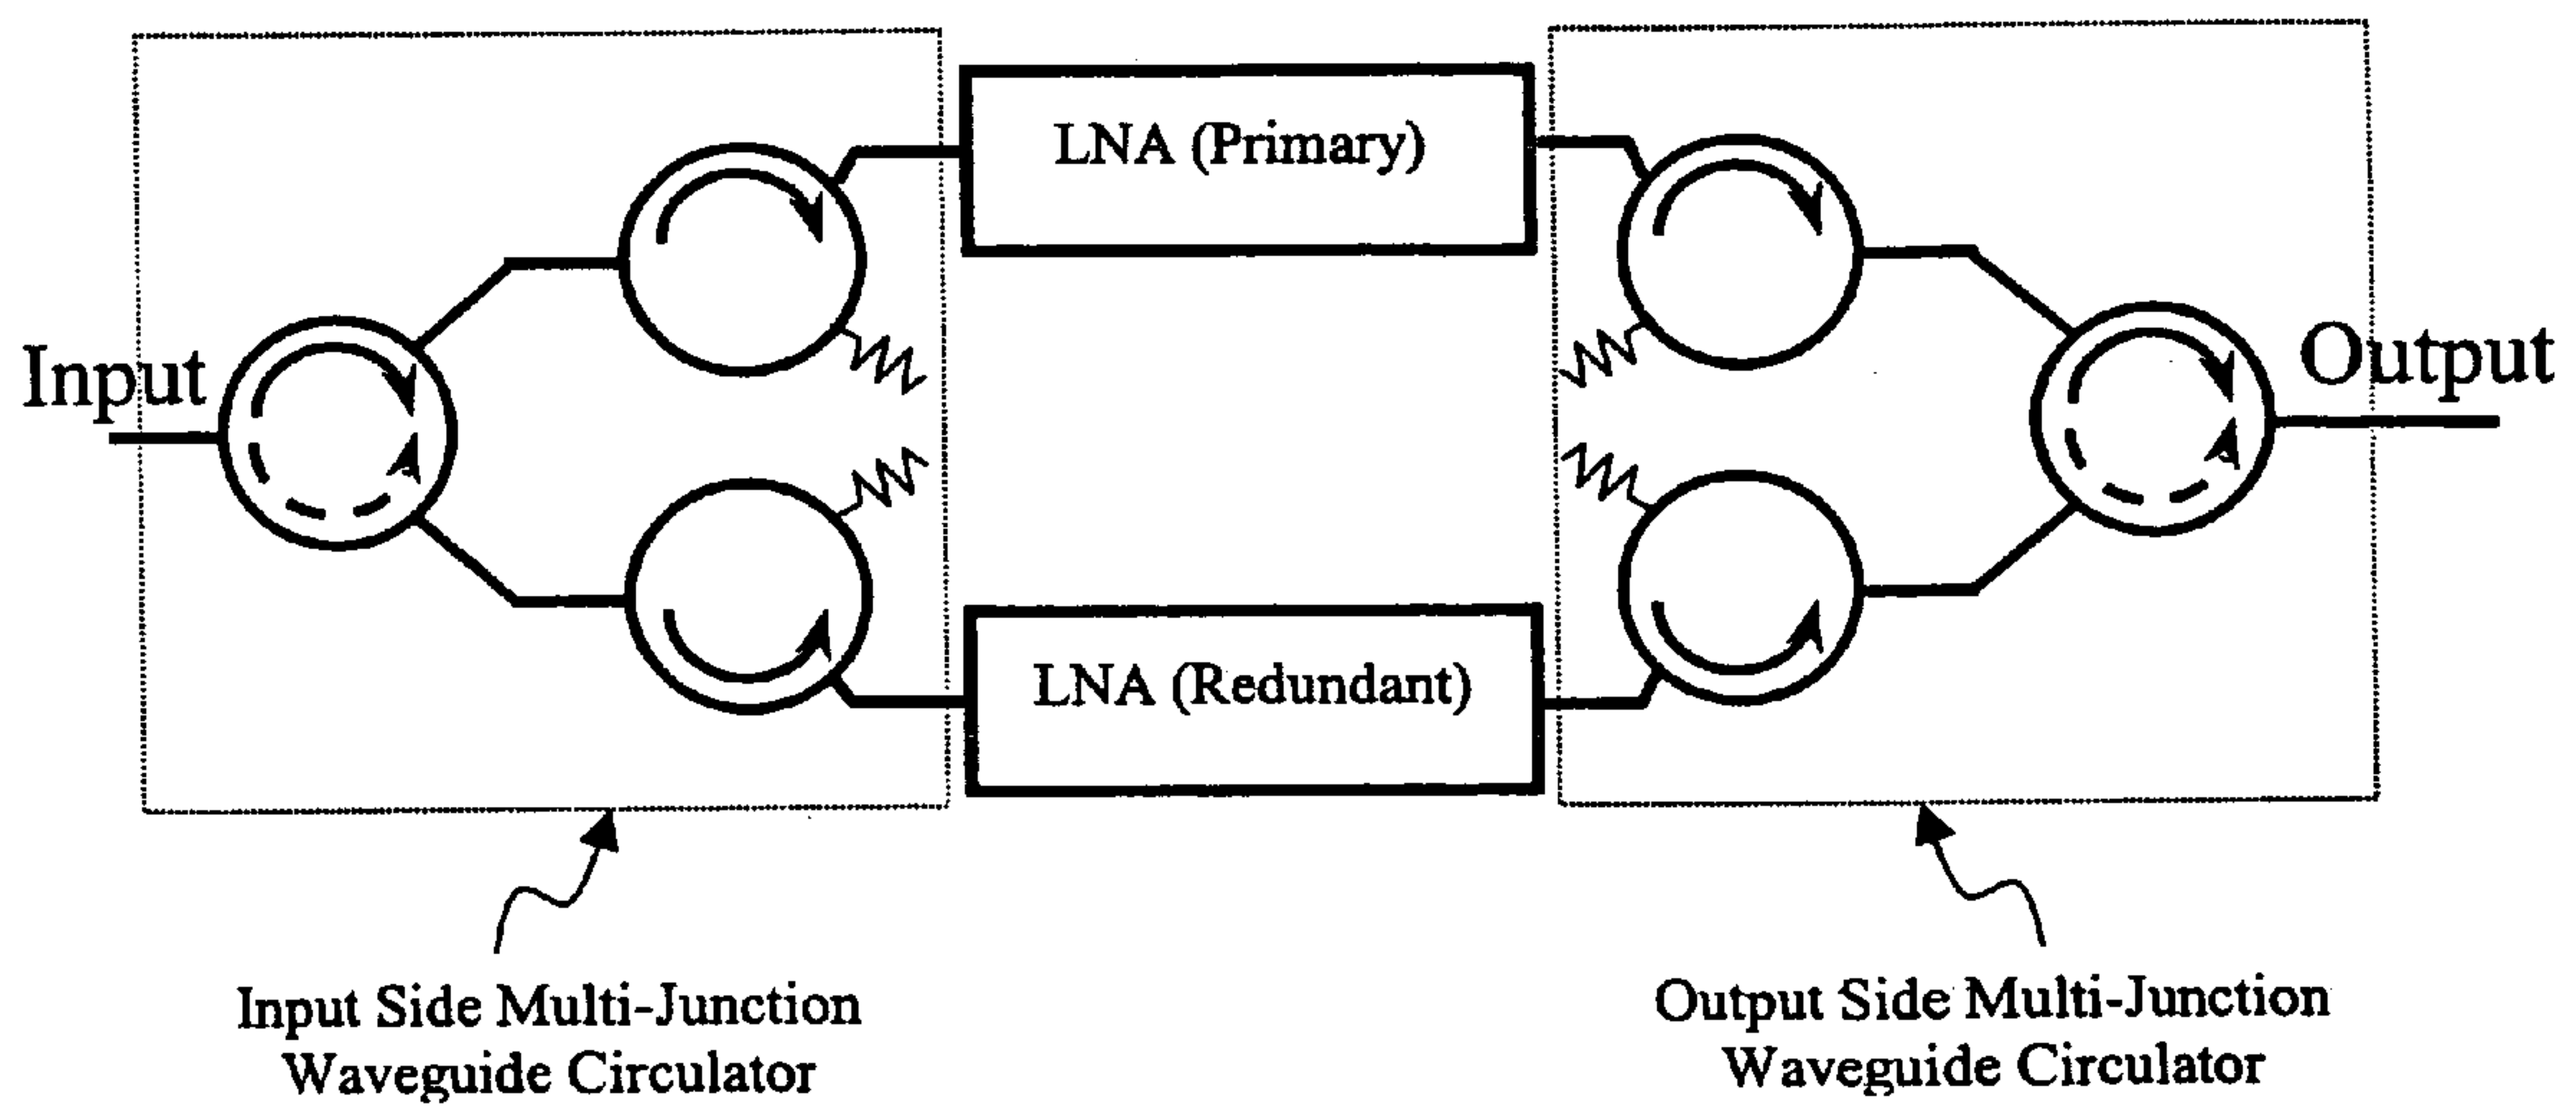 LNA (Primary)
Input
Output
LNA (Redundant)
Input Side Multi-Junction
Waveguide Circulator
Output Side Multi-Junction
Waveguide Circulator